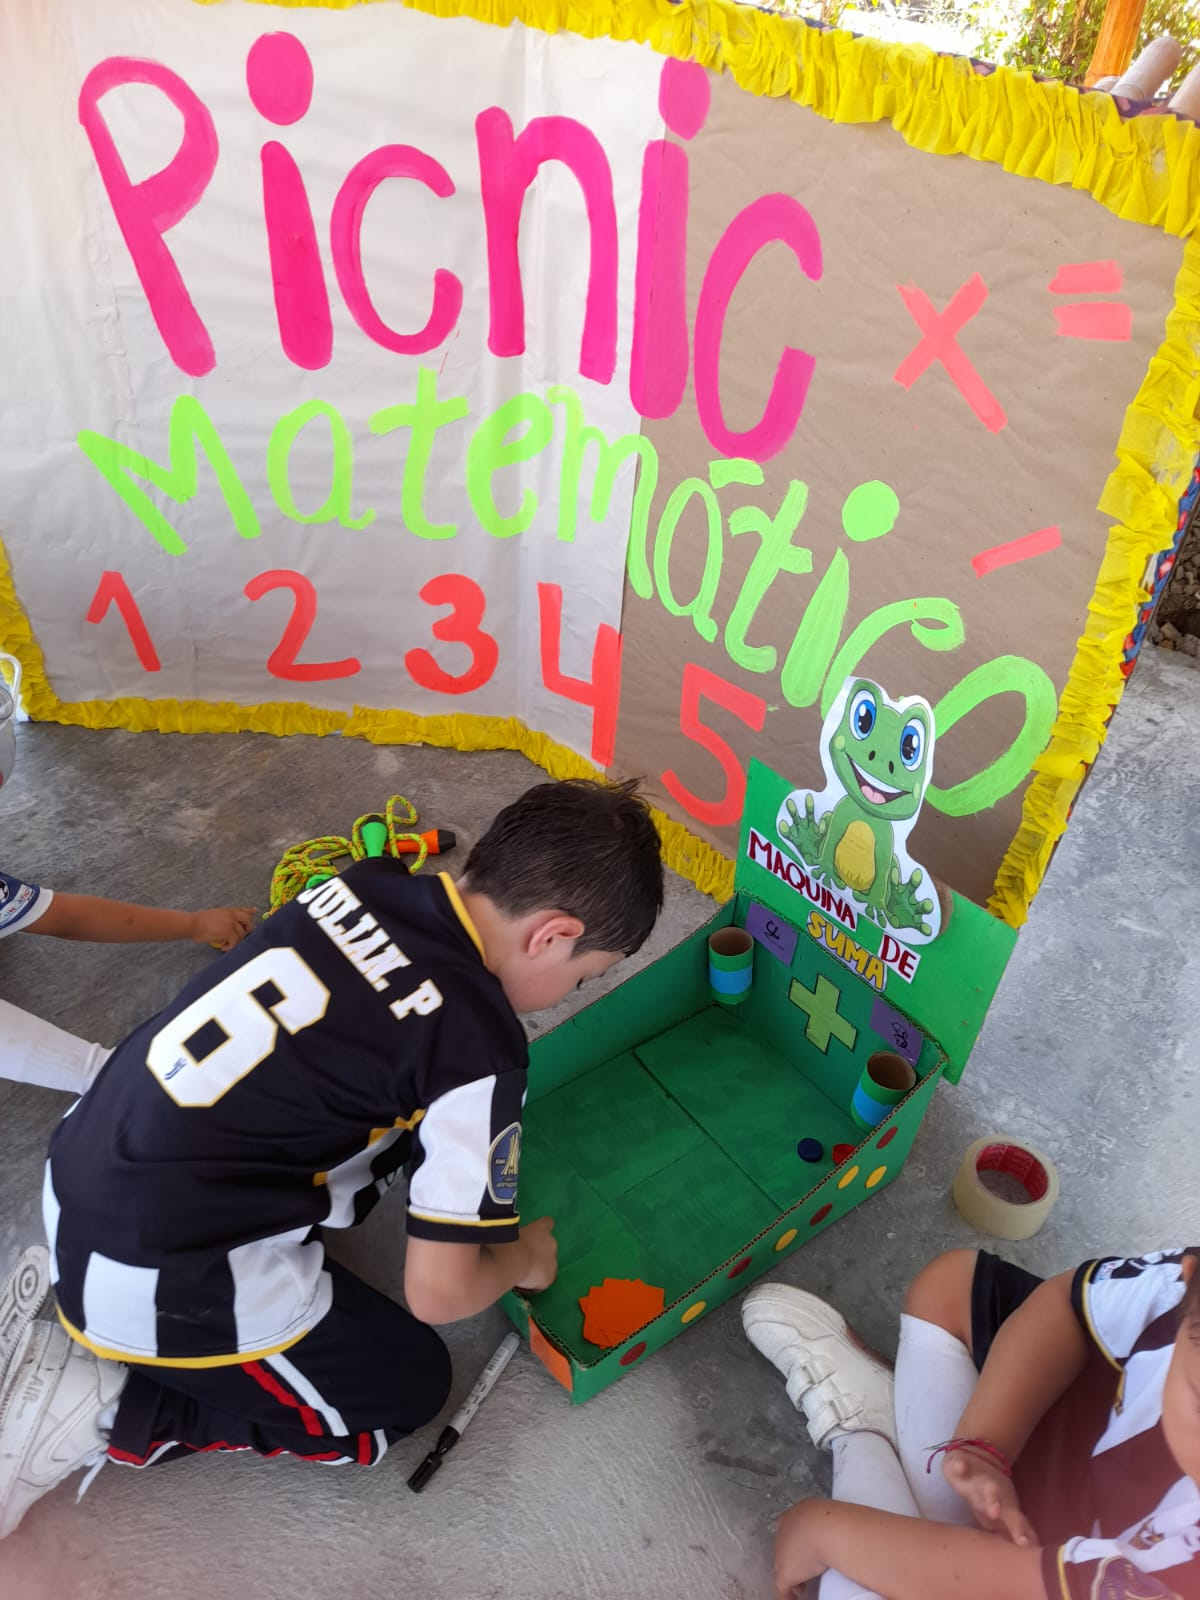 Picnic
x =
Matemático
-
1 2 3 4 5
MAQUINA DE
SUMA
+
JULIAN. P
6